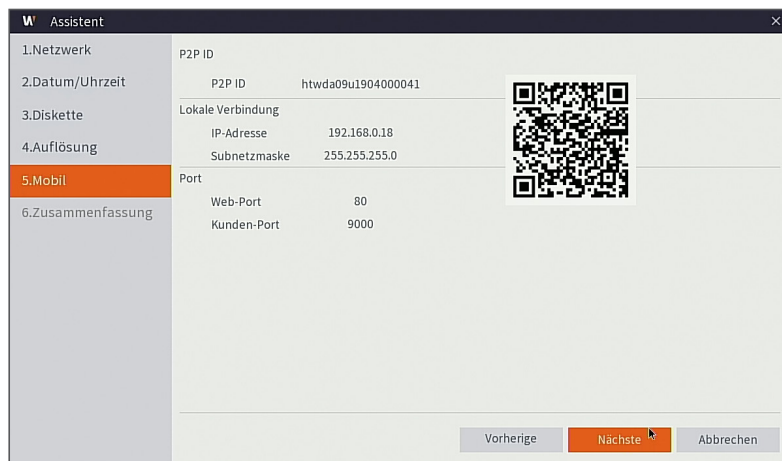 W Assistent
1.Netzwerk
2.Datum/Uhrzeit
3.Diskette
4.Auflösung
5.Mobil
6.Zusammenfassung
P2P ID
P2P ID htwda09u1904000041
Lokale Verbindung
IP-Adresse 192.168.0.18
Subnetzmaske 255.255.255.0
Port
Web-Port 80
Kunden-Port 9000
Vorherige Nächste Abbrechen